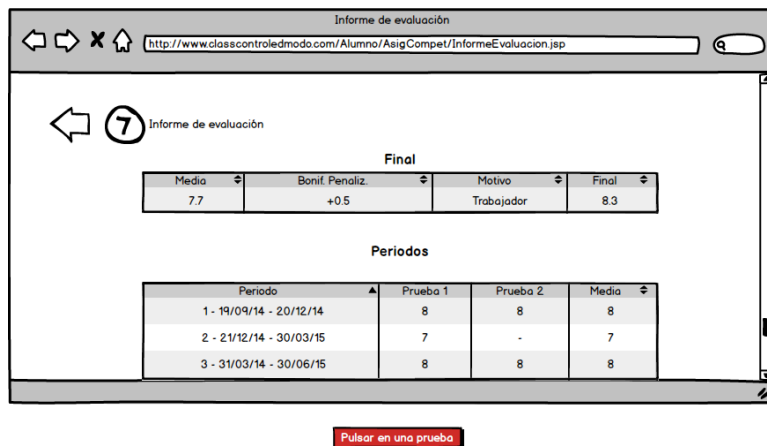 Informe de evaluación
http://www.classcontroledmodo.com/Alumno/AsigCompet/InformeEvaluacion.jsp
7 Informe de evaluación
Final
Media Bonif. Penaliz. Motivo Final
7.7 +0.5 Trabajador 8.3
Periodos
Periodo Prueba 1 Prueba 2 Media
1 - 19/09/14 - 20/12/14 8 8 8
2 - 21/12/14 - 30/03/15 7 - 7
3 - 31/03/14 - 30/06/15 8 8 8
Pulsar en una prueba